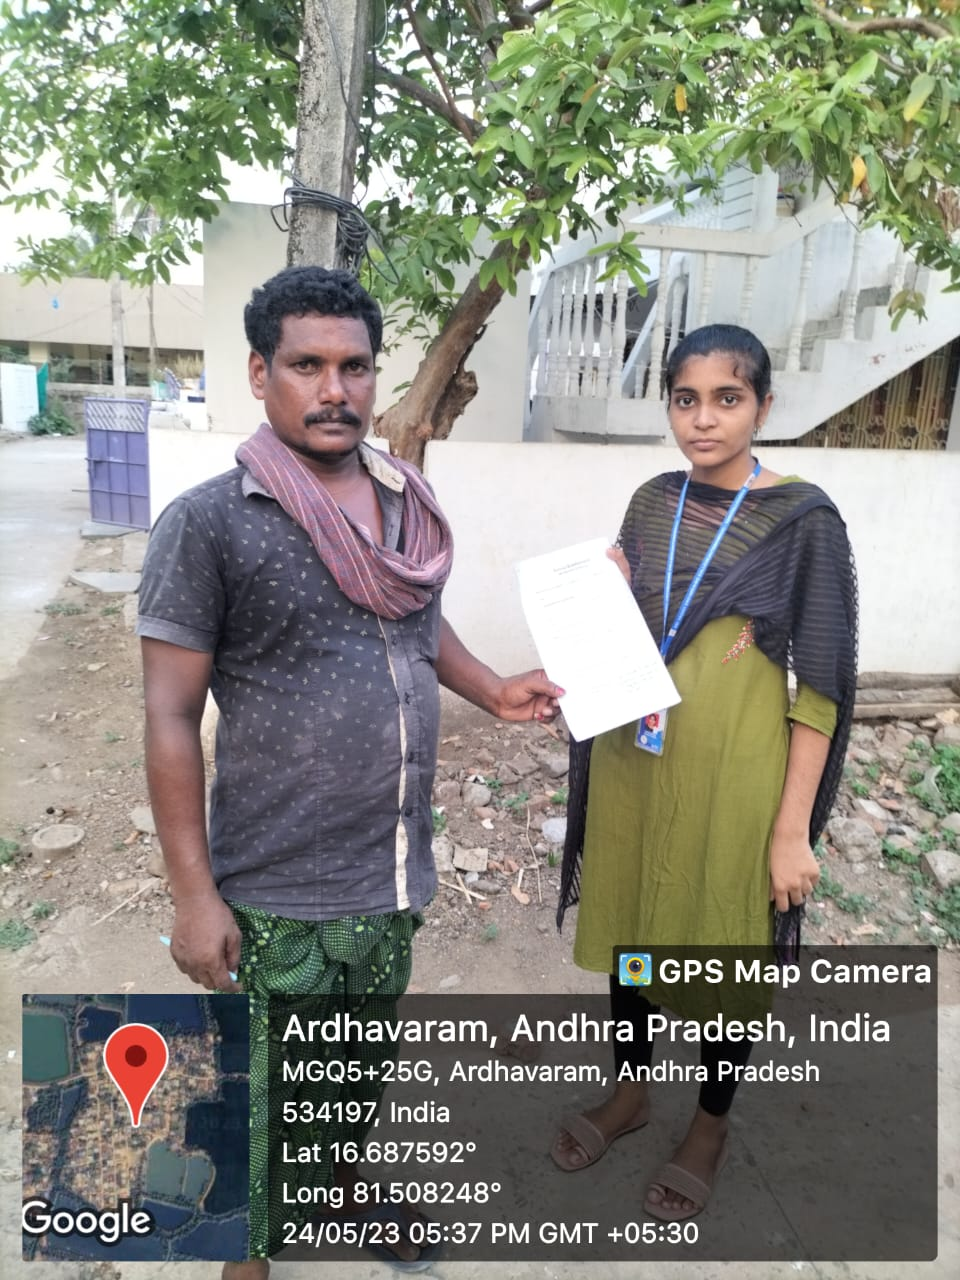 GPS Map Camera
Ardhavaram, Andhra Pradesh, India
MGQ5+25G, Ardhavaram, Andhra Pradesh
534197, India
Lat 16.687592°
Long 81.508248°
24/05/23 05:37 PM GMT +05:30
Google